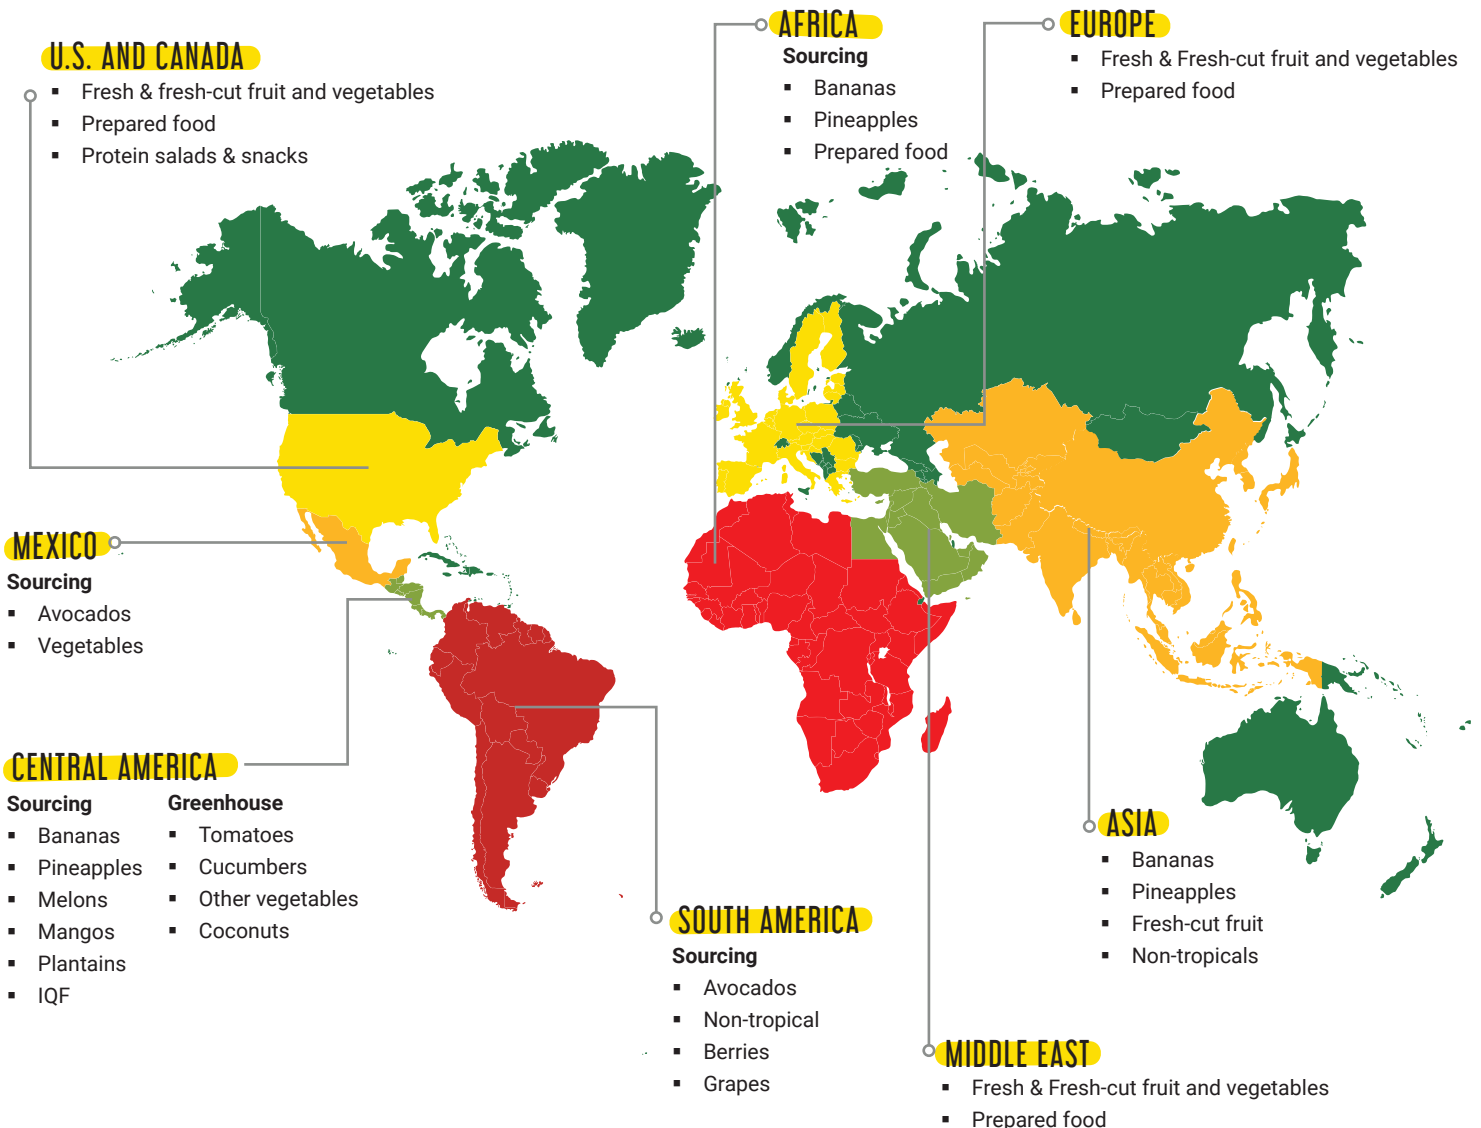 U.S. AND CANADA
▪ Fresh & fresh-cut fruit and vegetables
▪ Prepared food
▪ Protein salads & snacks
AFRICA
Sourcing
▪ Bananas
▪ Pineapples
▪ Prepared food
EUROPE
▪ Fresh & Fresh-cut fruit and vegetables
▪ Prepared food
MEXICO
Sourcing
▪ Avocados
▪ Vegetables
CENTRAL AMERICA
Sourcing
▪ Bananas
▪ Pineapples
▪ Melons
▪ Mangos
▪ Plantains
▪ IQF
Greenhouse
▪ Tomatoes
▪ Cucumbers
▪ Other vegetables
▪ Coconuts
SOUTH AMERICA
Sourcing
▪ Avocados
▪ Non-tropical
▪ Berries
▪ Grapes
ASIA
▪ Bananas
▪ Pineapples
▪ Fresh-cut fruit
▪ Non-tropicals
MIDDLE EAST
▪ Fresh & Fresh-cut fruit and vegetables
▪ Prepared food